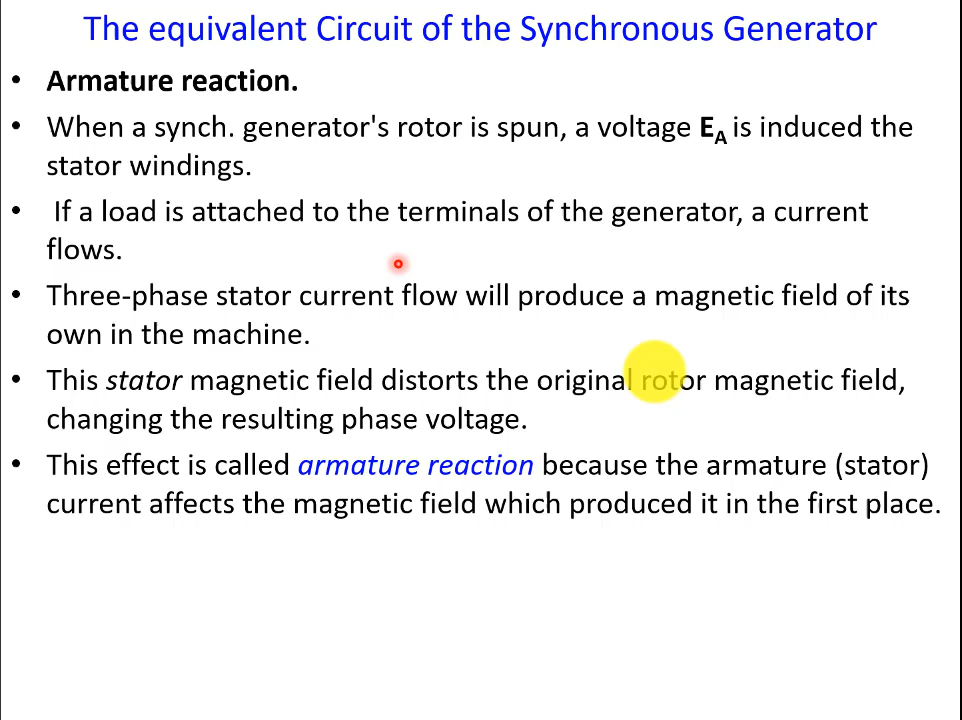 The equivalent Circuit of the Synchronous Generator
• Armature reaction.
• When a synch. generator's rotor is spun, a voltage EA is induced the
stator windings.
• If a load is attached to the terminals of the generator, a current
flows.
• Three-phase stator current flow will produce a magnetic field of its
own in the machine.
• This stator magnetic field distorts the original rotor magnetic field,
changing the resulting phase voltage.
• This effect is called armature reaction because the armature (stator)
current affects the magnetic field which produced it in the first place.